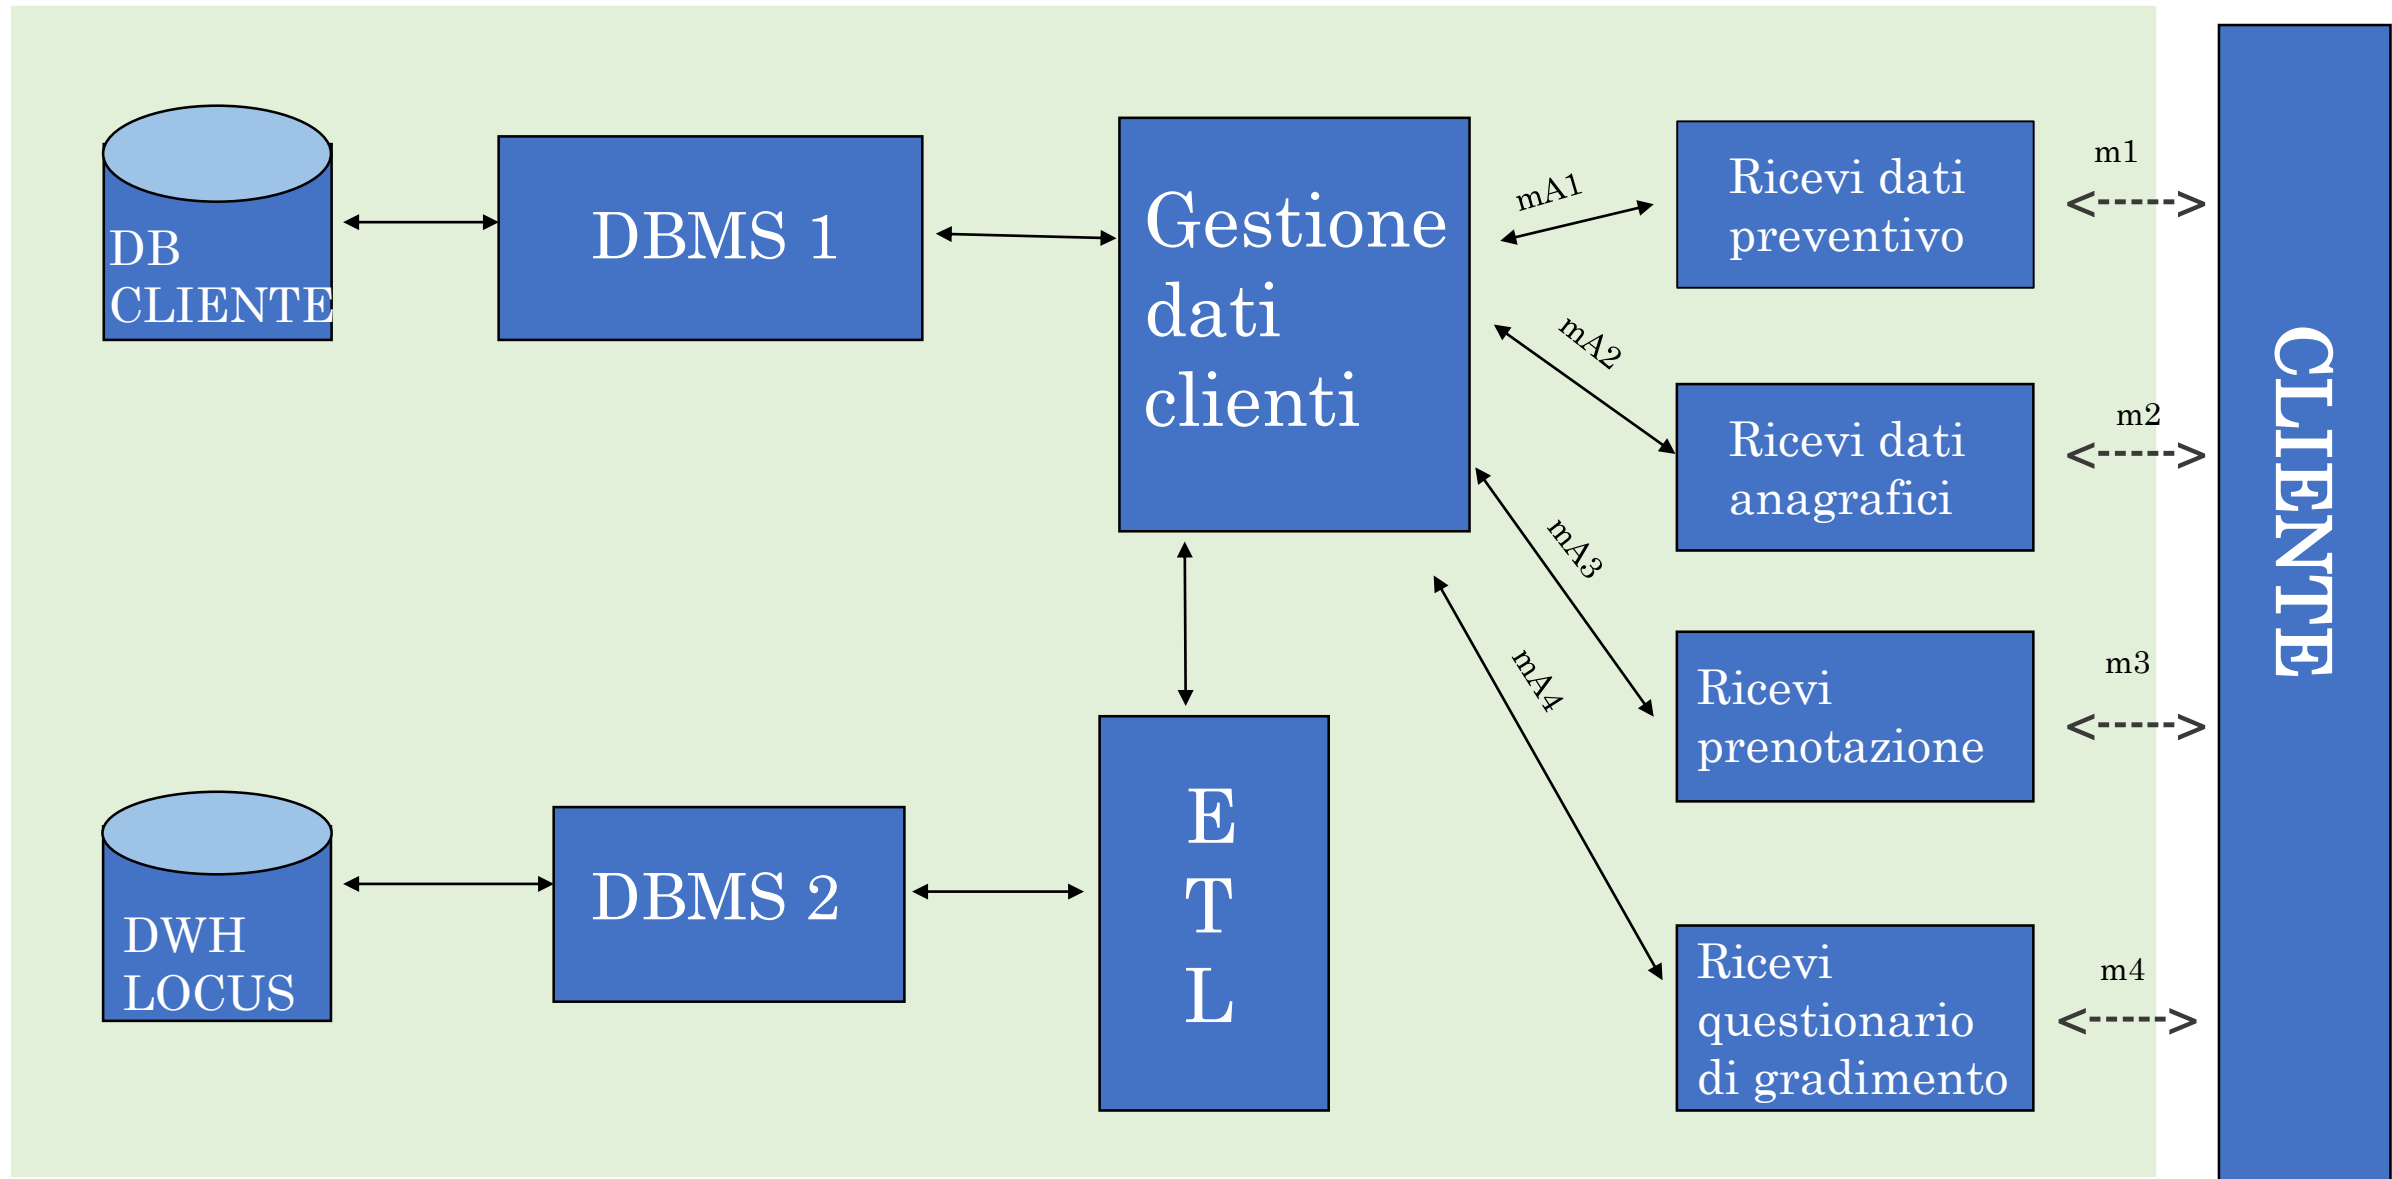 DB
CLIENTE
DBMS 1
Gestione
dati
clienti
mA1
Ricevi dati
preventivo
m1
mA2
Ricevi dati
anagrafici
m2
CLIENTE
mA3
Ricevi
prenotazione
m3
mA4
DWH
LOCUS
DBMS 2
E
T
L
Ricevi
questionario
di gradimento
m4